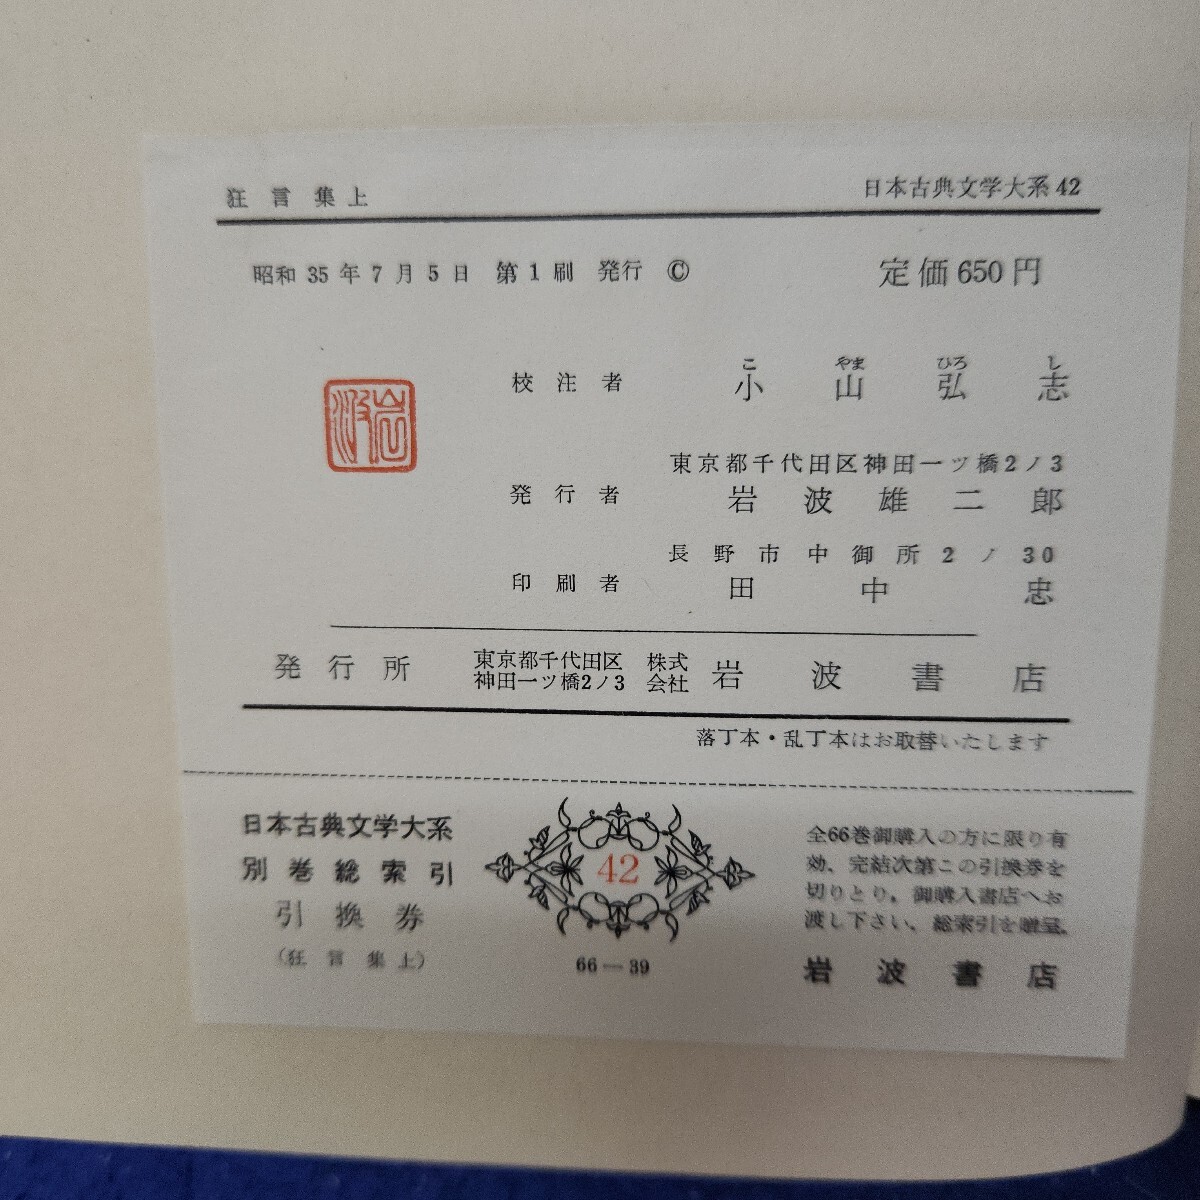 狂言集上
日本古典文学大系42
昭和35年7月5日 第1刷 発行 ©
定価650円
こ やま ひろ し
校注者 小山弘志
東京都千代田区神田一ツ橋2ノ3
発行者 岩波雄二郎
長野市中御所2ノ30
印刷者 田中忠
岩波
発行所 東京都千代田区 株式 岩波書店
神田一ツ橋2ノ3 会社
落丁本・乱丁本はお取替いたします
日本古典文学大系
別巻総索引
引換券
(狂言集上)
42
66—39
全66巻御購入の方に限り有
効、完結次第この引換券を
切りとり、御購入書店へお
渡し下さい、総索引を贈呈、
岩波書店